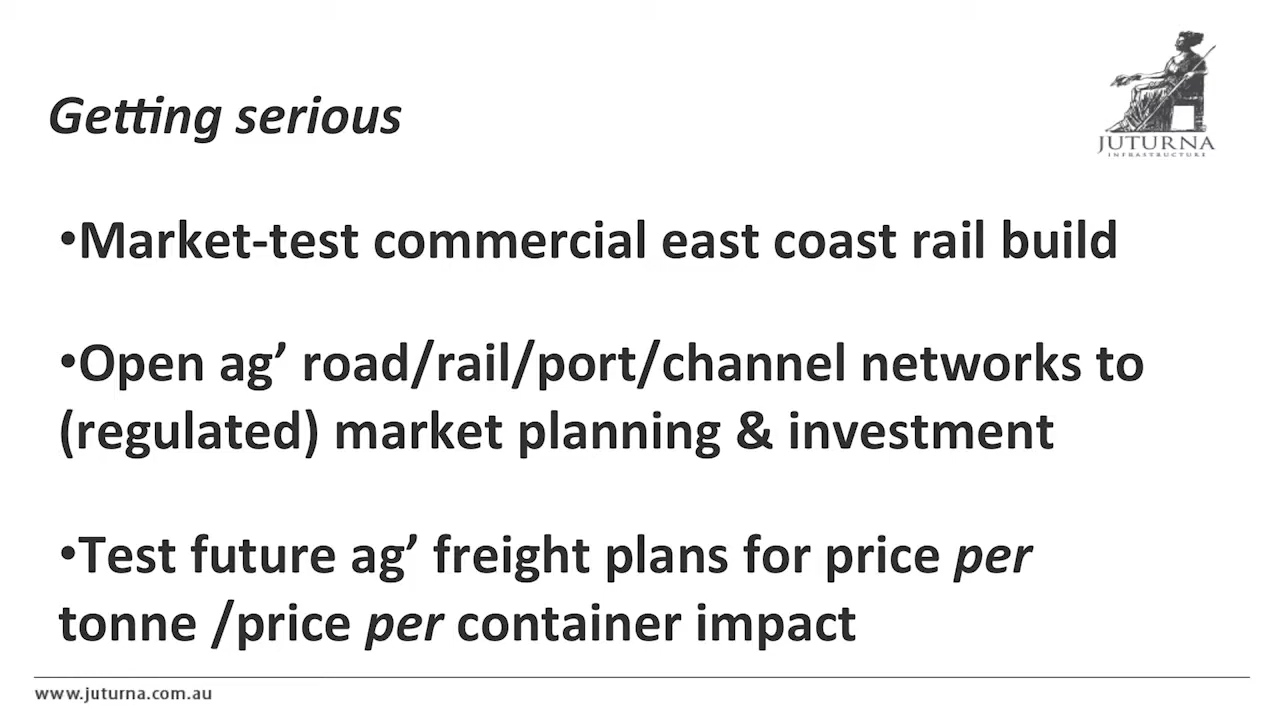 Getting serious
JUTURNA
INFRASTRUCTURE
•Market-test commercial east coast rail build
•Open ag’ road/rail/port/channel networks to
(regulated) market planning & investment
•Test future ag’ freight plans for price per
tonne /price per container impact
www.juturna.com.au